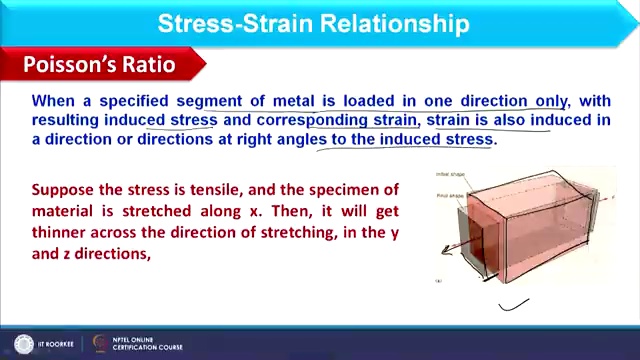 Stress-Strain Relationship
Poisson's Ratio
When a specified segment of metal is loaded in one direction only, with
resulting induced stress and corresponding strain, strain is also induced in
a direction or directions at right angles to the induced stress.
Suppose the stress is tensile, and the specimen of
material is stretched along x. Then, it will get
thinner across the direction of stretching, in the y
and z directions,
Initial shape
Final shape
x
(a)
IIT ROORKEE
NPTEL ONLINE
CERTIFICATION COURSE